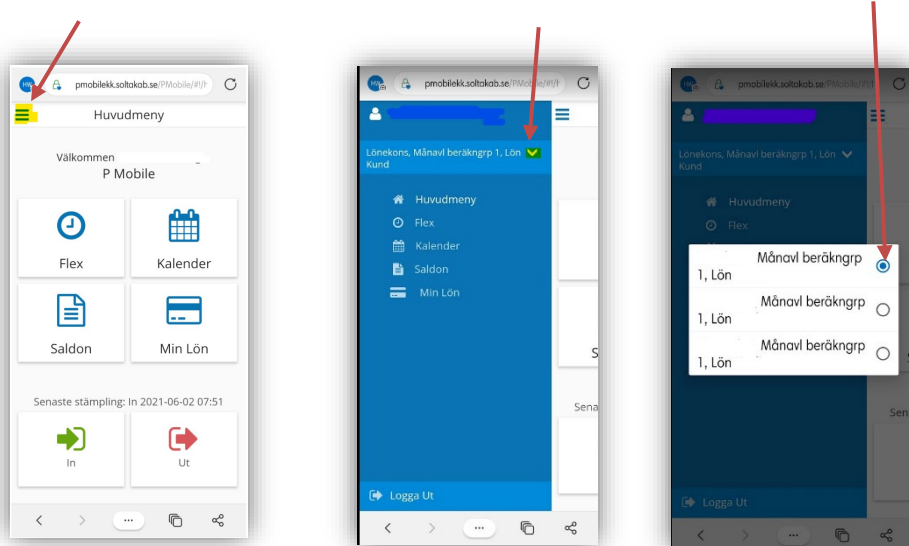 pmobilekk.soltakab.se/PMobile/#!/
Huvudmeny
Välkommen
P Mobile
Flex
Kalender
Saldon
Min Lön
Senaste stämpling: In 2021-06-02 07:51
In
Ut
pmobilekk.soltakab.se/PMobile/#!/
Lönekons, Månavl beräkngrp 1, Lön
Kund
Huvudmeny
Flex
Kalender
Saldon
Min Lön
S
Sena
Logga Ut
pmobilekk.soltakab.se/PMobile/#!/
Lönekons, Månavl beräkngrp 1, Lön
Kund
Huvudmeny
Flex
Månavl beräkngrp
1, Lön
Månavl beräkngrp
1, Lön
Månavl beräkngrp
1, Lön
Sen
Logga Ut